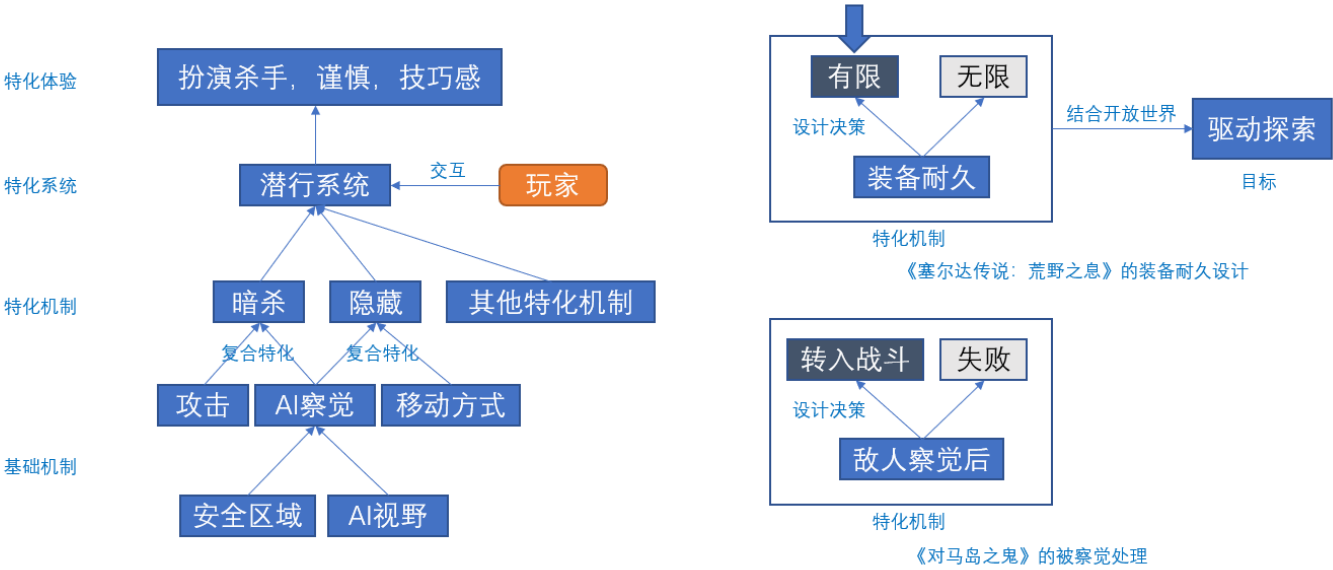 特化体验
扮演杀手，谨慎，技巧感
特化系统
潜行系统
交互
玩家
特化机制
暗杀
隐藏
其他特化机制
复合特化
复合特化
攻击
AI察觉
移动方式
基础机制
安全区域
AI视野
有限
无限
设计决策
装备耐久
结合开放世界
驱动探索
目标
特化机制
《塞尔达传说：荒野之息》的装备耐久设计
转入战斗
失败
设计决策
敌人察觉后
特化机制
《对马岛之鬼》的被察觉处理